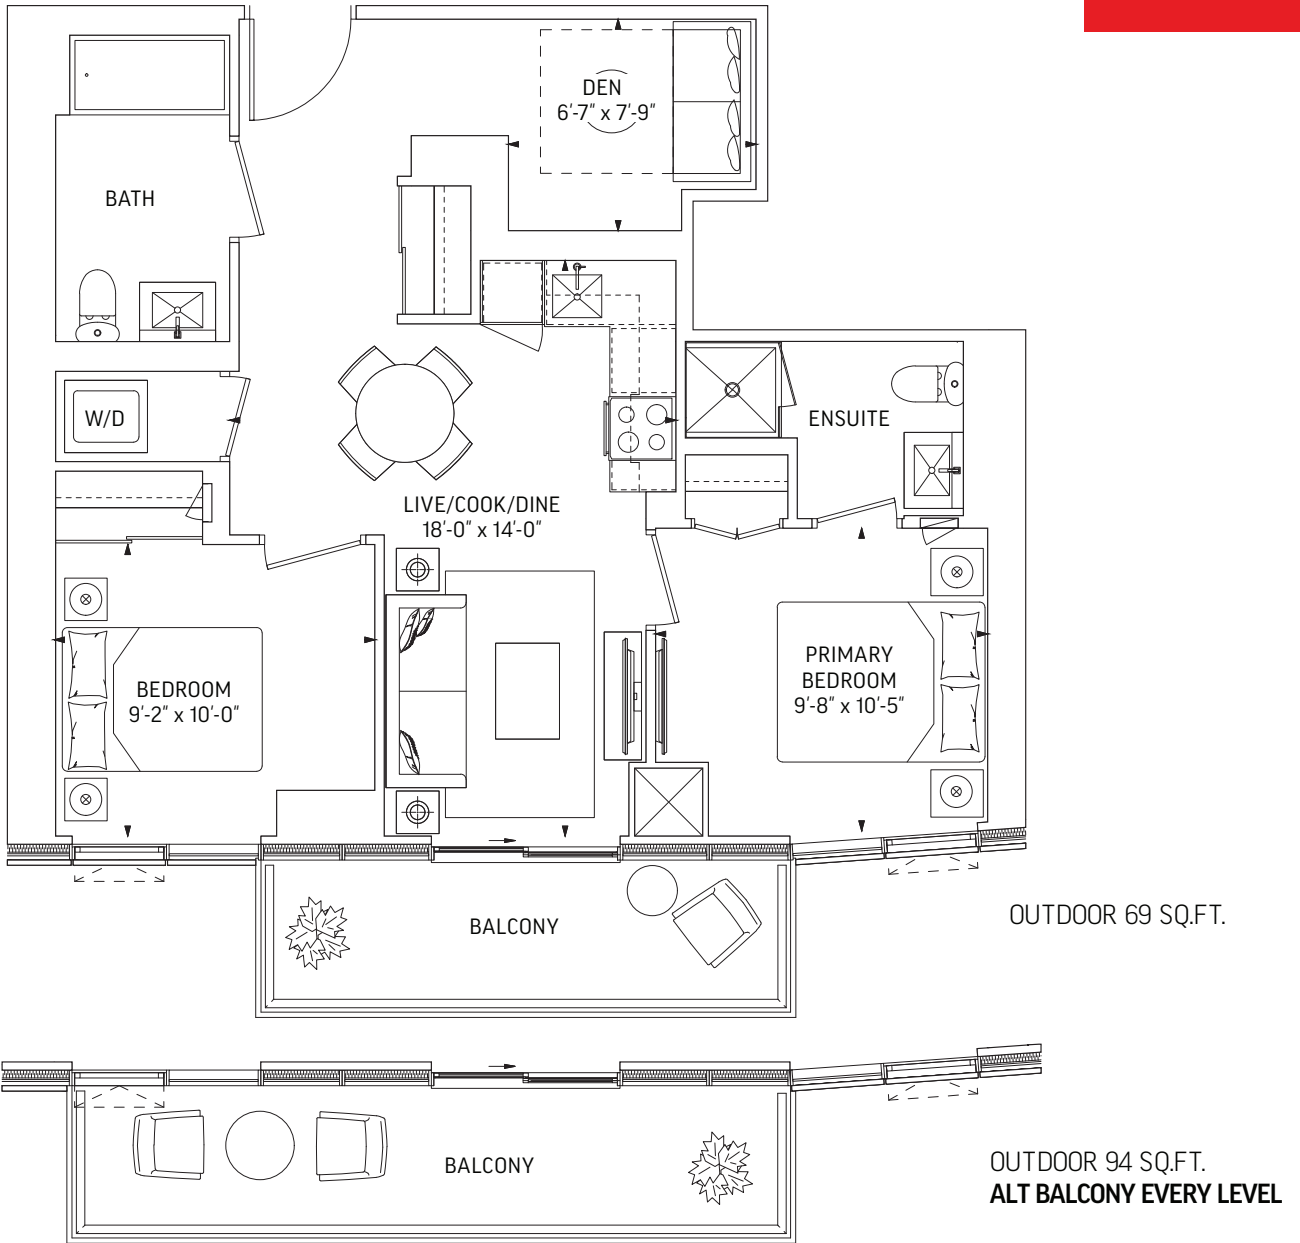 DEN
6'-7" x 7'-9"
BATH
W/D
ENSUITE
LIVE/COOK/DINE
18'-0" x 14'-0"
PRIMARY
BEDROOM
9'-8" x 10'-5"
BEDROOM
9'-2" x 10'-0"
OUTDOOR 69 SQ.FT.
BALCONY
BALCONY
OUTDOOR 94 SQ.FT.
ALT BALCONY EVERY LEVEL